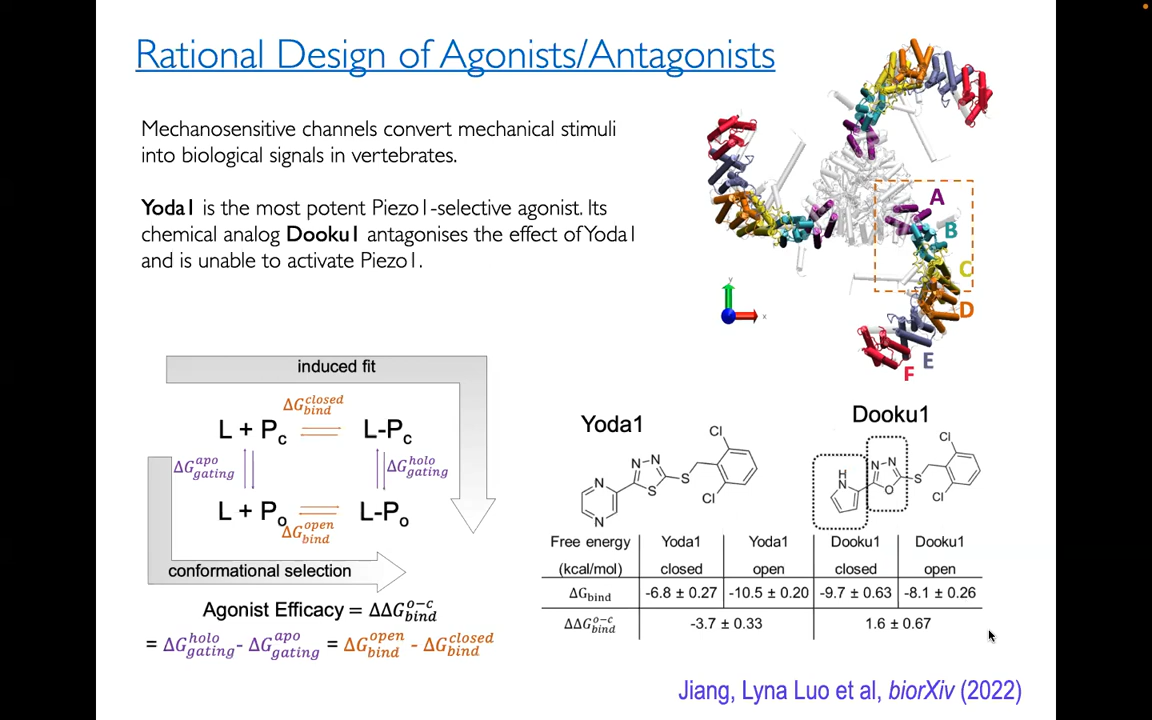 Rational Design of Agonists/Antagonists
Mechanosensitive channels convert mechanical stimuli
into biological signals in vertebrates.
Yoda1 is the most potent Piezo1-selective agonist. Its
chemical analog Dooku1 antagonises the effect of Yoda1
and is unable to activate Piezo1.
A
B
C
D
E
F
y
x
induced fit
ΔG^closed_bind
L + P_c L-P_c
ΔG^apo_gating ΔG^holo_gating
L + P_o L-P_o
ΔG^open_bind
conformational selection
Agonist Efficacy = ΔΔG^o−c_bind
= ΔG^holo_gating - ΔG^apo_gating = ΔG^open_bind - ΔG^closed_bind
Yoda1 Dooku1
Cl
N N
N
N
S
S
Cl
Cl
H
N
N N
O
S
Cl
Free energy Yoda1 Yoda1 Dooku1 Dooku1
(kcal/mol) closed open closed open
ΔG_bind -6.8 ± 0.27 -10.5 ± 0.20 -9.7 ± 0.63 -8.1 ± 0.26
ΔΔG^o−c_bind -3.7 ± 0.33 1.6 ± 0.67
Jiang, Lyna Luo et al, biorXiv (2022)